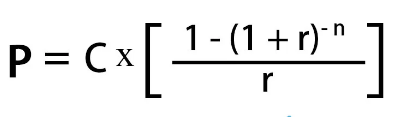 P = C x [ 1 - (1 + r)⁻ⁿ / r ]